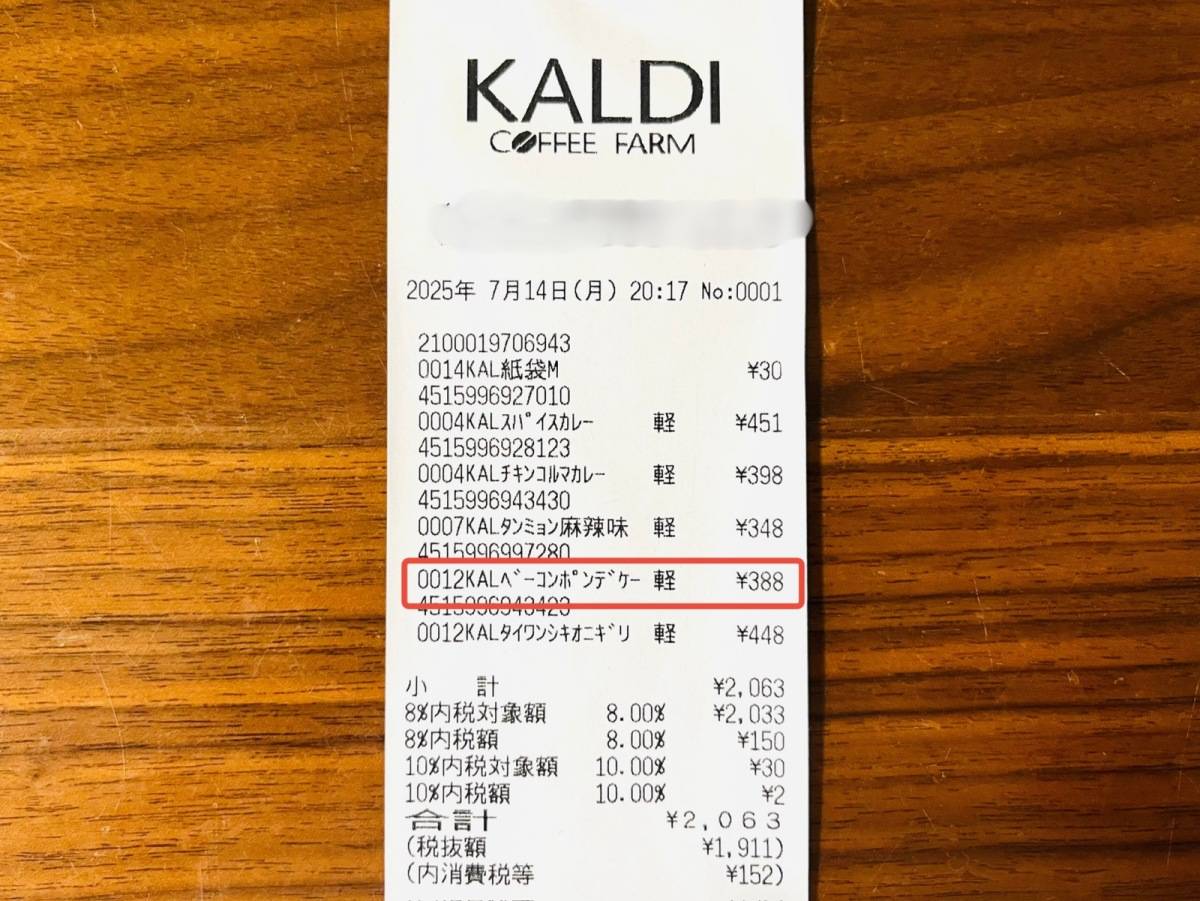 KALDI
COFFEE FARM
2025年 7月14日(月) 20:17 No:0001
2100019706943
0014KAL紙袋M ¥30
4515996927010
0004KALｽﾊﾟｲｽｶﾚｰ 軽 ¥451
4515996928123
0004KALﾁｷﾝｺﾙﾏｶﾚｰ 軽 ¥398
4515996943430
0007KALﾀﾝﾐｮﾝ麻辣味 軽 ¥348
4515996997280
0012KALﾍﾞｰｺﾝﾎﾟﾝﾃﾞｹｰ 軽 ¥388
4515996943423
0012KALﾀｲﾜﾝｼｷｵﾆｷﾞﾘ 軽 ¥448
小 計 ¥2,063
8%内税対象額 8.00% ¥2,033
8%内税額 8.00% ¥150
10%内税対象額 10.00% ¥30
10%内税額 10.00% ¥2
合計 ¥2,063
(税抜額 ¥1,911)
(内消費税等 ¥152)